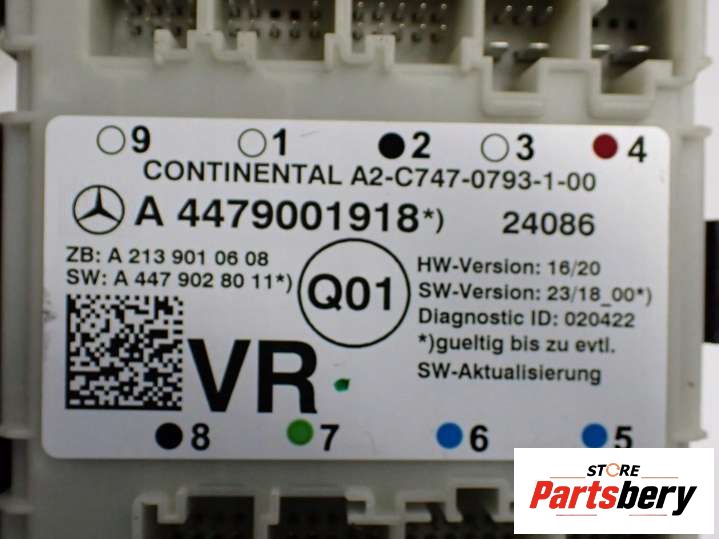 9 1 2 3 4
CONTINENTAL A2-C747-0793-1-00
A 4479001918*) 24086
ZB: A 213 901 06 08
SW: A 447 902 80 11*)
Q01
HW-Version: 16/20
SW-Version: 23/18_00*)
Diagnostic ID: 020422
*)gueltig bis zu evtl.
SW-Aktualisierung
VR
8 7 6 5
STORE
Partsbery